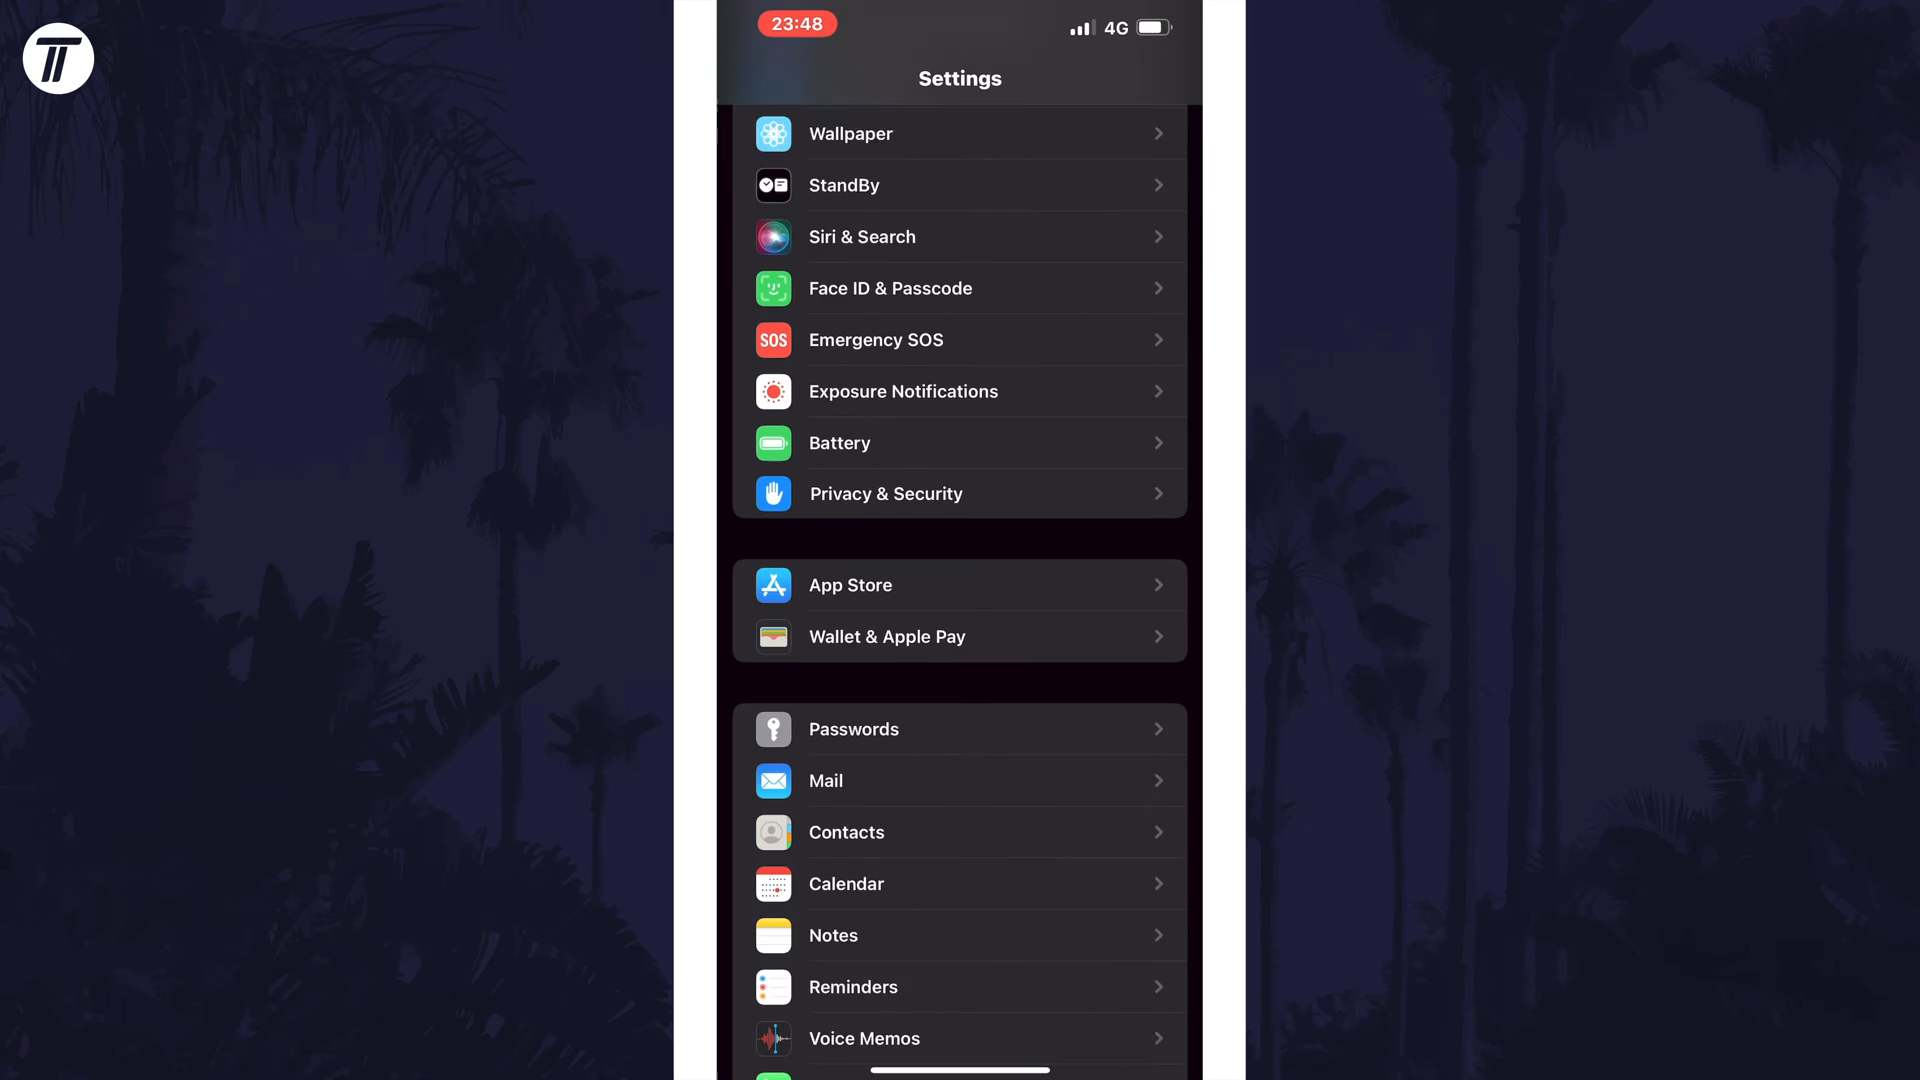 23:48
4G
Settings
Wallpaper
StandBy
Siri & Search
Face ID & Passcode
SOS
Emergency SOS
Exposure Notifications
Battery
Privacy & Security
App Store
Wallet & Apple Pay
Passwords
Mail
Contacts
Calendar
Notes
Reminders
Voice Memos